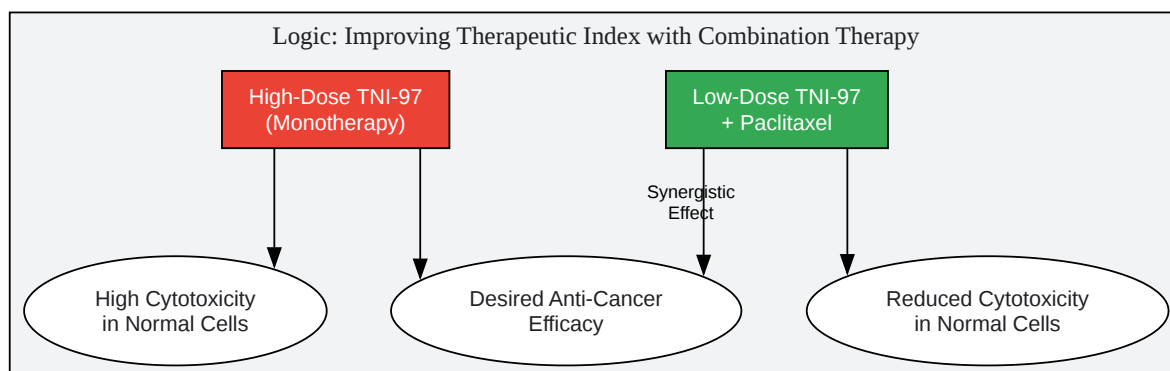 Logic: Improving Therapeutic Index with Combination Therapy
High-Dose TNI-97
(Monotherapy)
Low-Dose TNI-97
+ Paclitaxel
Synergistic
Effect
High Cytotoxicity
in Normal Cells
Desired Anti-Cancer
Efficacy
Reduced Cytotoxicity
in Normal Cells